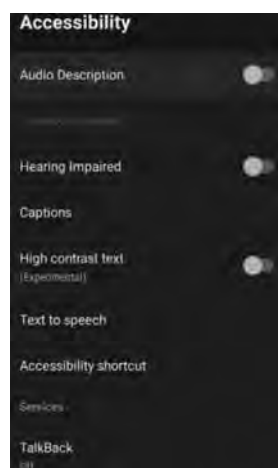 Accessibility
Audio Description
Hearing Impaired
Captions
High contrast text
(Experimental)
Text to speech
Accessibility shortcut
Services
TalkBack